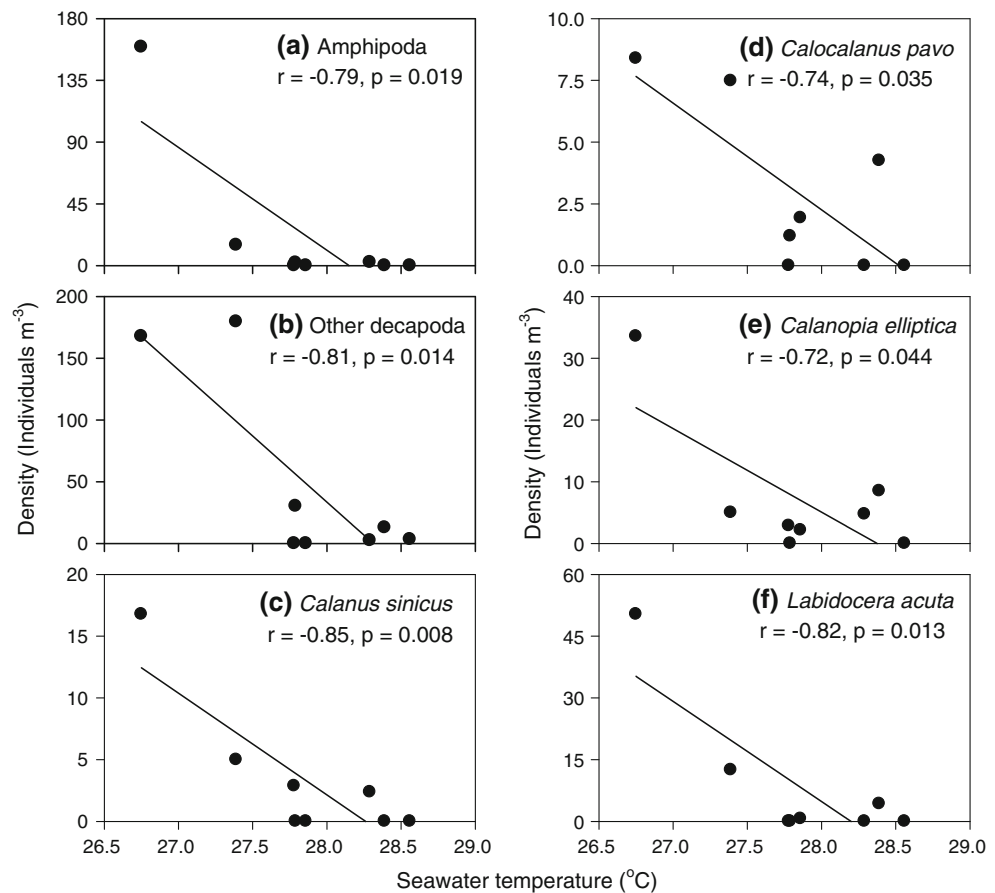 180
135
90
45
0
(a) Amphipoda
r = -0.79, p = 0.019
10.0
7.5
5.0
2.5
0.0
(d) Calocalanus pavo
r = -0.74, p = 0.035
Density (Individuals m⁻³)
200
150
100
50
0
(b) Other decapoda
r = -0.81, p = 0.014
Density (Individuals m⁻³)
40
30
20
10
0
(e) Calanopia elliptica
r = -0.72, p = 0.044
20
15
10
5
0
(c) Calanus sinicus
r = -0.85, p = 0.008
60
45
30
15
0
(f) Labidocera acuta
r = -0.82, p = 0.013
26.5 27.0 27.5 28.0 28.5 29.0
26.5 27.0 27.5 28.0 28.5 29.0
Seawater temperature (°C)